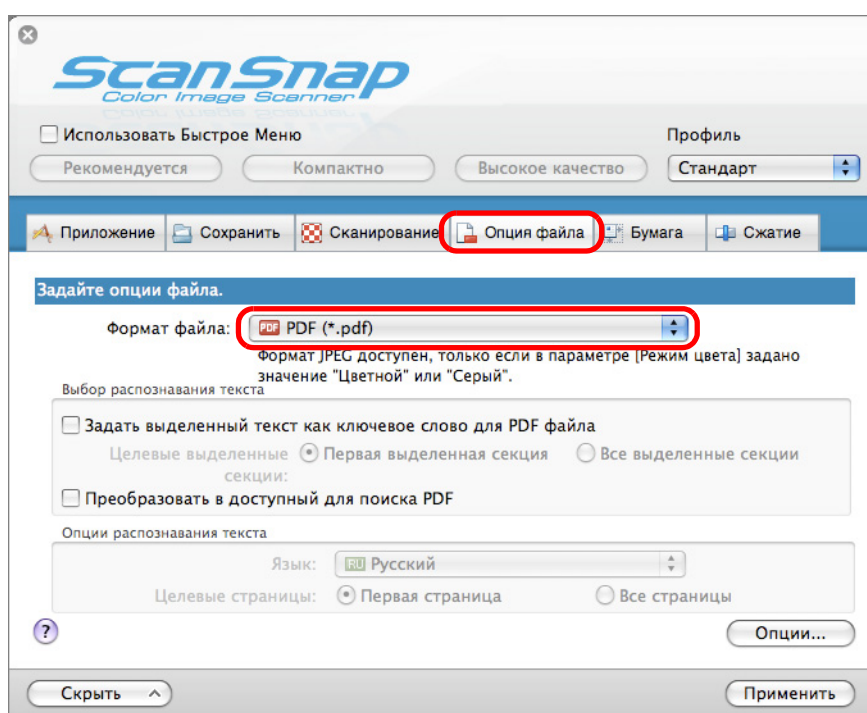 ScanSnap
Color Image Scanner
Использовать Быстрое Меню
Профиль
Рекомендуется Компактно Высокое качество Стандарт
Приложение Сохранить Сканирование Опция файла Бумага Сжатие
Задайте опции файла.
Формат файла: PDF PDF (*.pdf)
Формат JPEG доступен, только если в параметре [Режим цвета] задано
значение "Цветной" или "Серый".
Выбор распознавания текста
Задать выделенный текст как ключевое слово для PDF файла
Целевые выделенные Первая выделенная секция Все выделенные секции
секции:
Преобразовать в доступный для поиска PDF
Опции распознавания текста
Язык: RU Русский
Целевые страницы: Первая страница Все страницы
? Опции...
Скрыть Применить